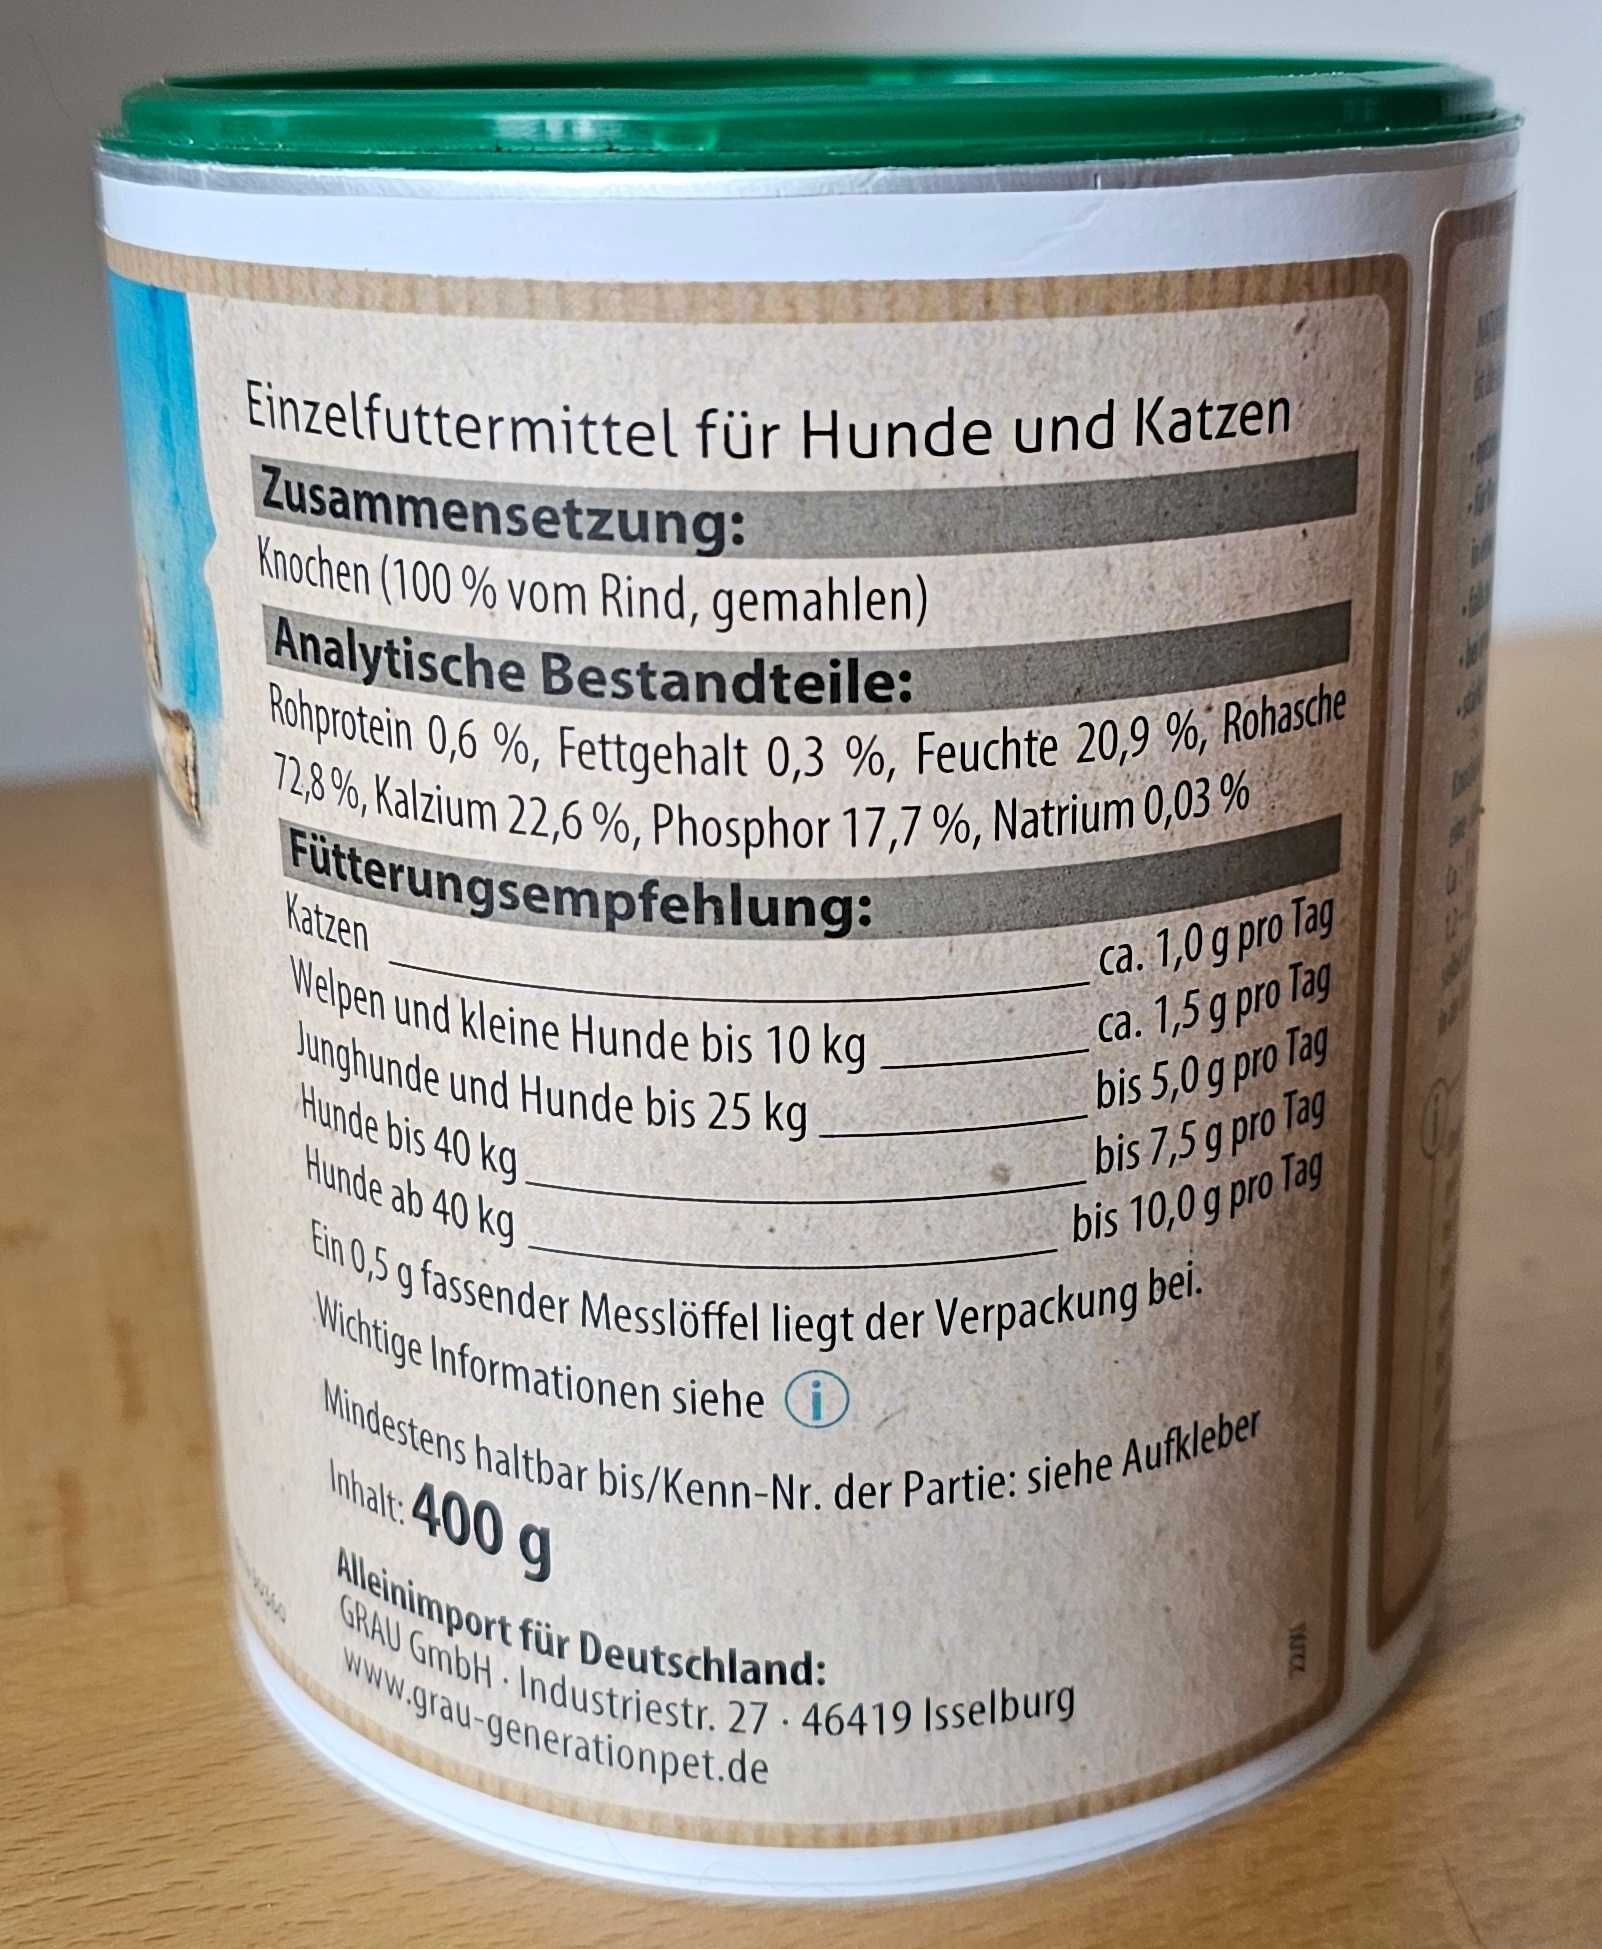 Einzelfuttermittel für Hunde und Katzen
Zusammensetzung:
Knochen (100 % vom Rind, gemahlen)
Analytische Bestandteile:
Rohprotein 0,6 %, Fettgehalt 0,3 %, Feuchte 20,9 %, Rohasche
72,8 %, Kalzium 22,6 %, Phosphor 17,7 %, Natrium 0,03 %
Fütterungsempfehlung:
Katzen ca. 1,0 g pro Tag
Welpen und kleine Hunde bis 10 kg ca. 1,5 g pro Tag
Junghunde und Hunde bis 25 kg bis 5,0 g pro Tag
Hunde bis 40 kg bis 7,5 g pro Tag
Hunde ab 40 kg bis 10,0 g pro Tag
Ein 0,5 g fassender Messlöffel liegt der Verpackung bei.
Wichtige Informationen siehe i
Mindestens haltbar bis/Kenn-Nr. der Partie: siehe Aufkleber
Inhalt: 400 g
Alleinimport für Deutschland:
GRAU GmbH · Industriestr. 27 · 46419 Isselburg
www.grau-generationpet.de